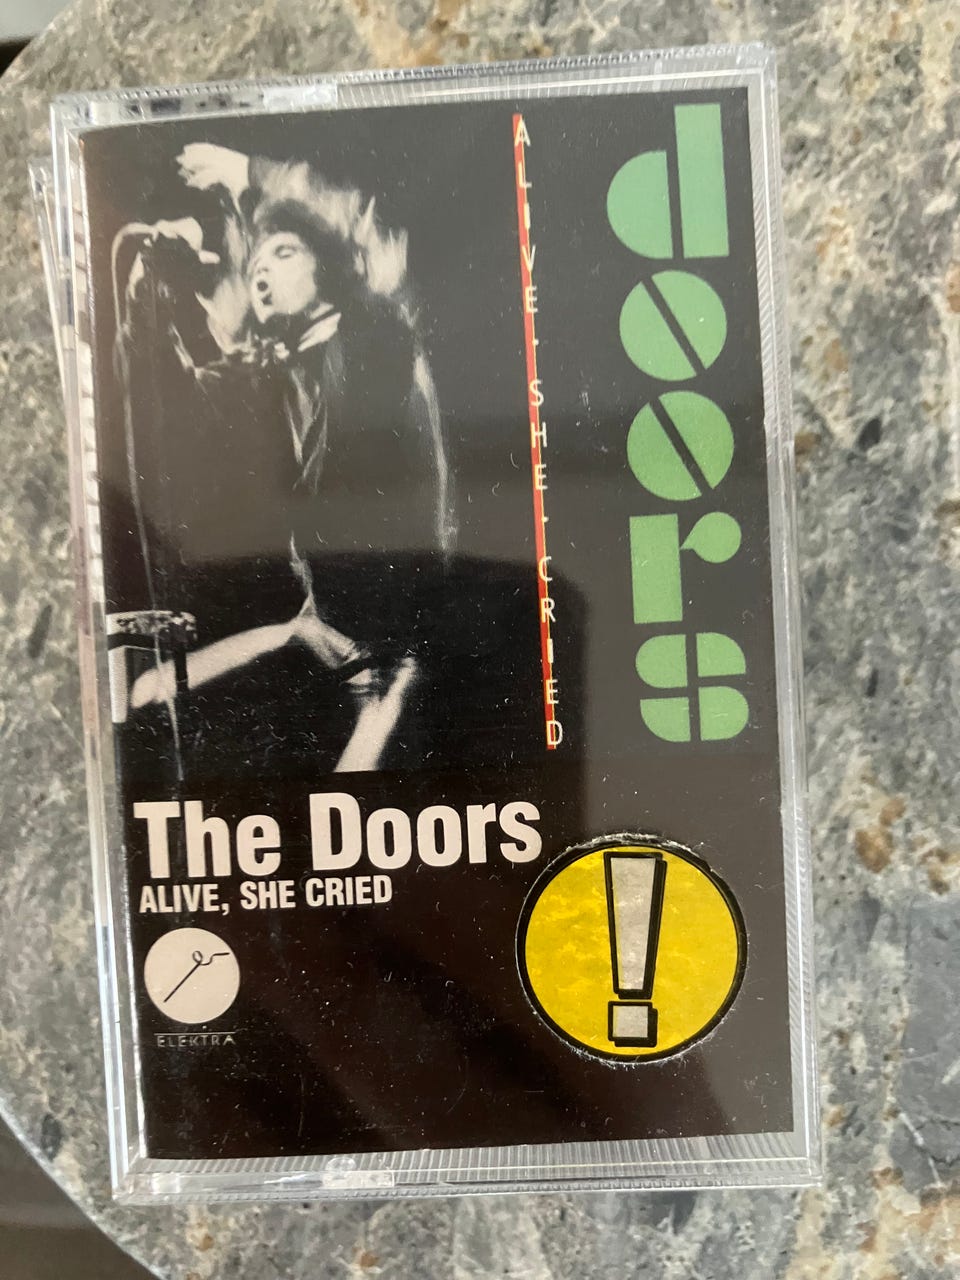 ALIVE · SHE · CRIED
doors
The Doors
ALIVE, SHE CRIED
ELEKTRA
!